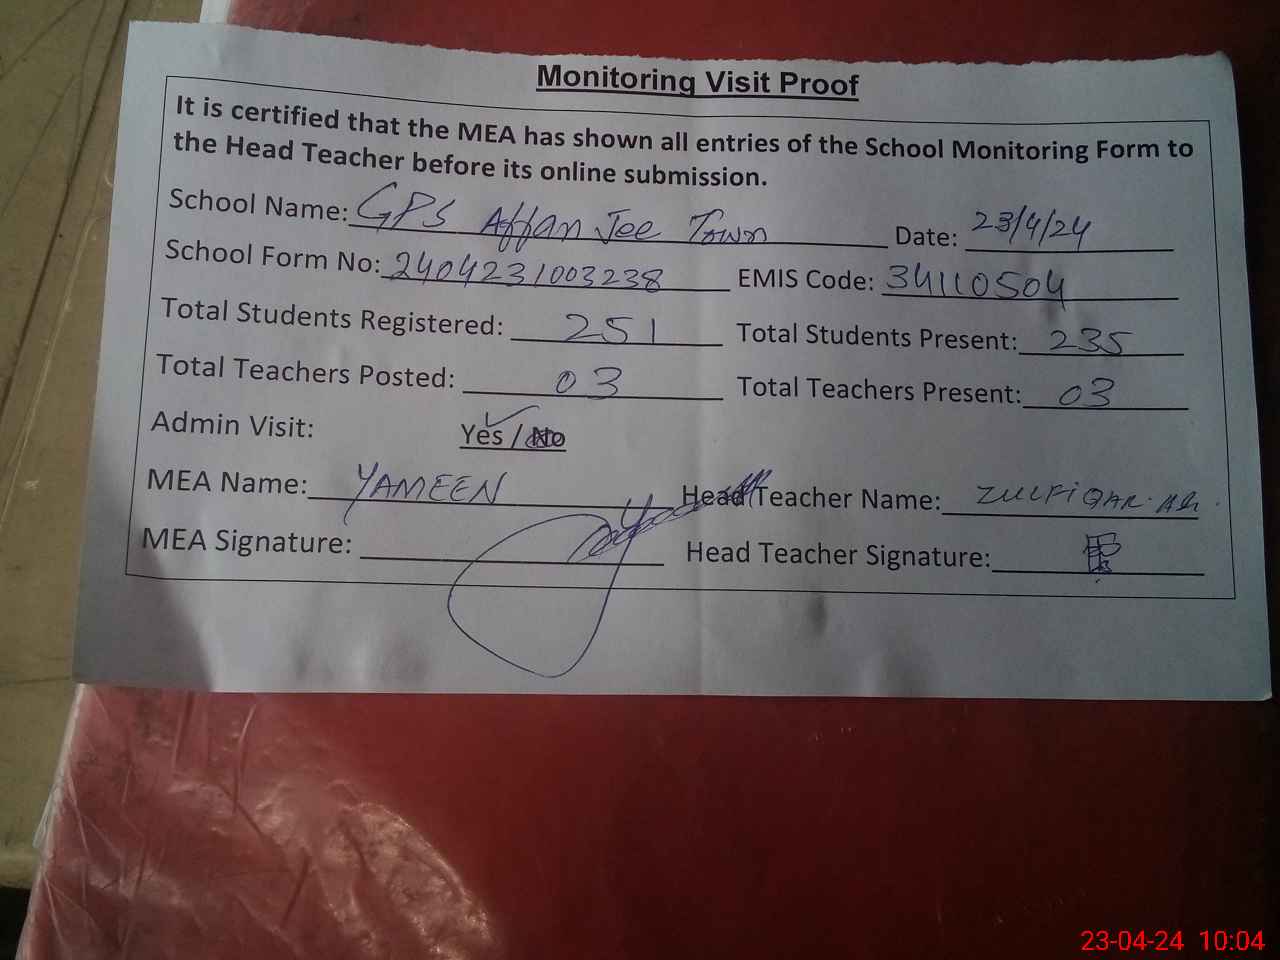 Monitoring Visit Proof
It is certified that the MEA has shown all entries of the School Monitoring Form to
the Head Teacher before its online submission.
School Name: GPS Affan Jee Town Date: 23/4/24
School Form No: 2404231003238 EMIS Code: 34110504
Total Students Registered: 251 Total Students Present: 235
Total Teachers Posted: 03 Total Teachers Present: 03
Admin Visit: Yes / No
MEA Name: YAMEEN Head Teacher Name: ZULFiQAR. Ali.
MEA Signature: Head Teacher Signature:
23-04-24 10:04